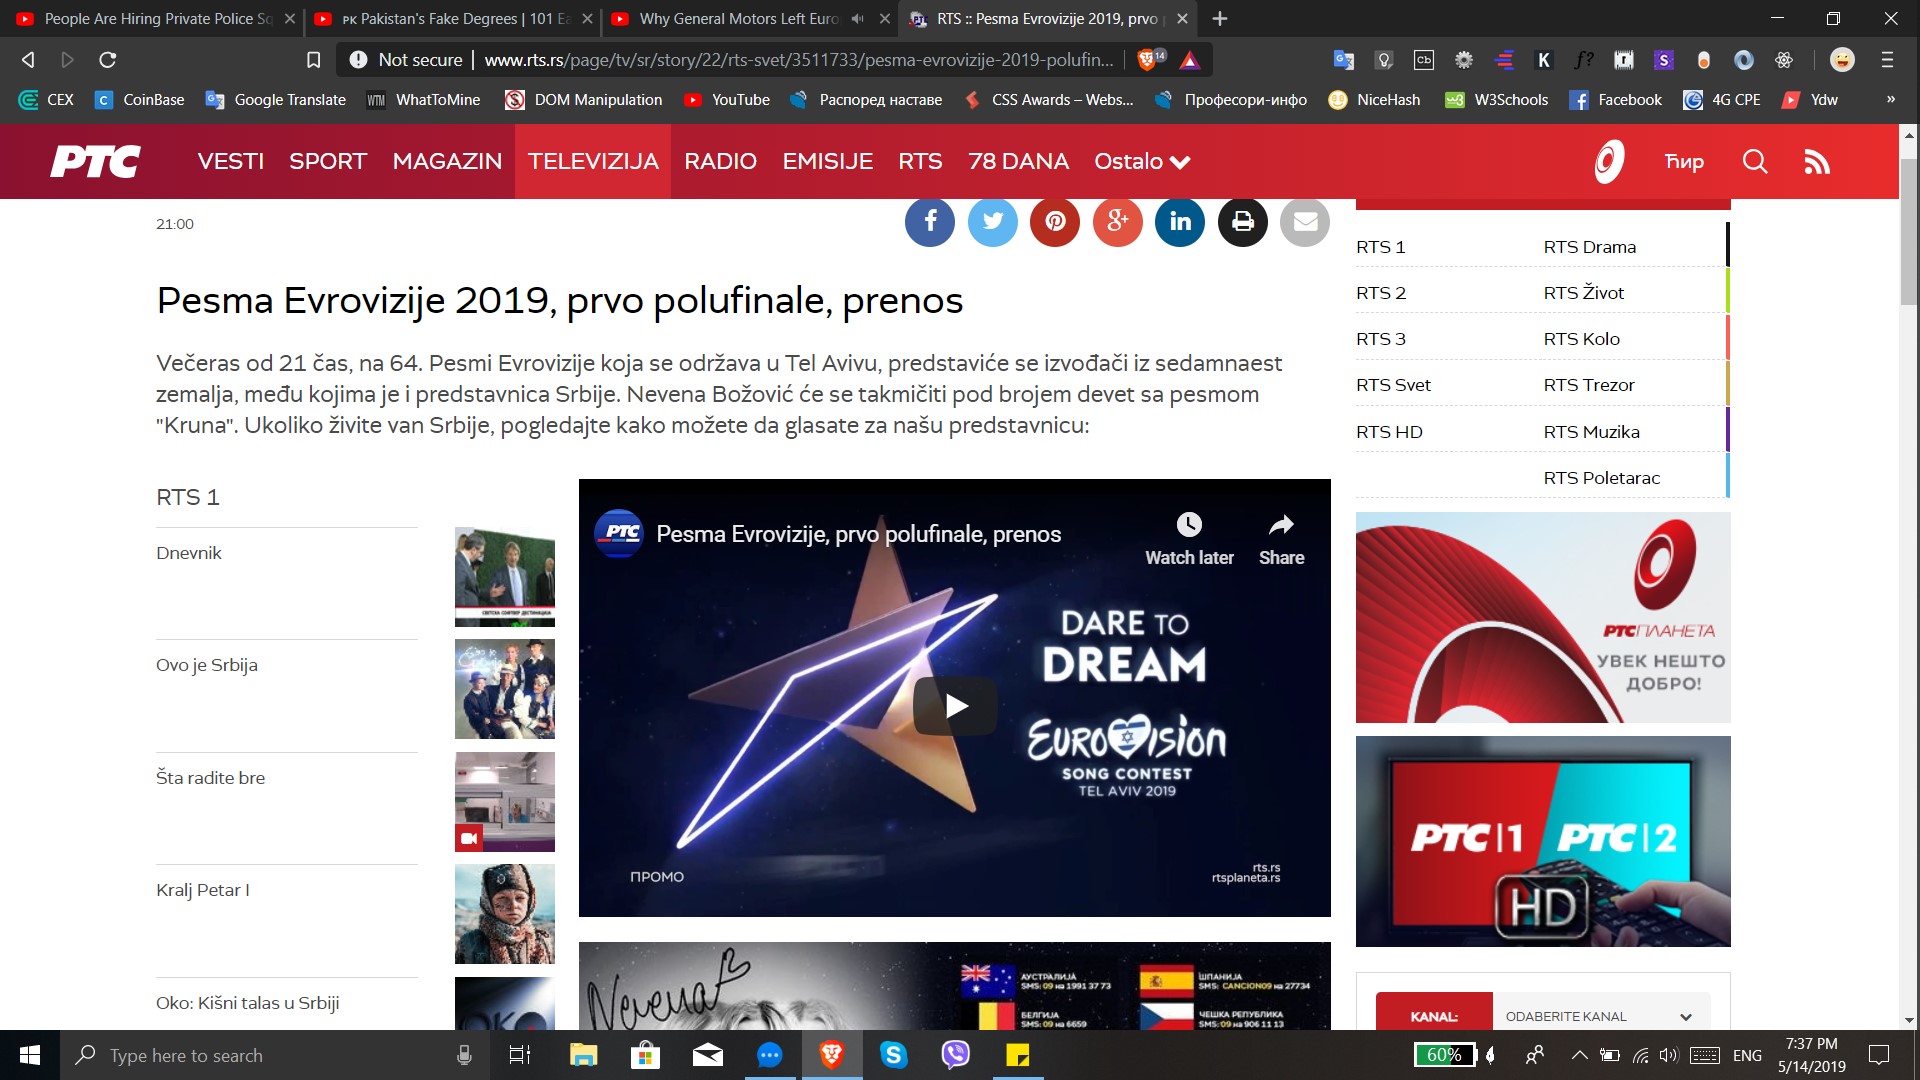 People Are Hiring Private Police Sq
PK Pakistan's Fake Degrees | 101 Ea
Why General Motors Left Euro
RTS :: Pesma Evrovizije 2019, prvo p
Not secure | www.rts.rs/page/tv/sr/story/22/rts-svet/3511733/pesma-evrovizije-2019-polufin...
14
CEX
CoinBase
Google Translate
WhatToMine
DOM Manipulation
YouTube
Распоред наставе
CSS Awards – Webs...
Професори-инфо
NiceHash
W3Schools
Facebook
4G CPE
Ydw
»
РТС
VESTI
SPORT
MAGAZIN
TELEVIZIJA
RADIO
EMISIJE
RTS
78 DANA
Ostalo
Ћир
21:00
Pesma Evrovizije 2019, prvo polufinale, prenos
Večeras od 21 čas, na 64. Pesmi Evrovizije koja se održava u Tel Avivu, predstaviće se izvođači iz sedamnaest
zemalja, među kojima je i predstavnica Srbije. Nevena Božović će se takmičiti pod brojem devet sa pesmom
"Kruna". Ukoliko živite van Srbije, pogledajte kako možete da glasate za našu predstavnicu:
RTS 1
Dnevnik
СВЕТСКА СОФТВЕР ДЕСТИНАЦИЈА
Ovo je Srbija
Šta radite bre
Kralj Petar I
Oko: Kišni talas u Srbiji
ОКО
РТС
Pesma Evrovizije, prvo polufinale, prenos
Watch later
Share
DARE TO
DREAM
EUROVISION
SONG CONTEST
TEL AVIV 2019
ПРОМО
rts.rs
rtsplaneta.rs
Nevena
АУСТРАЛИЈА
SMS: 09 на 1991 37 73
ШПАНИЈА
SMS: CANCION09 на 27734
БЕЛГИЈА
SMS: 09 на 6659
ЧЕШКА РЕПУБЛИКА
SMS: 09 на 906 11 13
RTS 1
RTS Drama
RTS 2
RTS Život
RTS 3
RTS Kolo
RTS Svet
RTS Trezor
RTS HD
RTS Muzika
RTS Poletarac
РТСПЛАНЕТА
УВЕК НЕШТО
ДОБРО!
РТС|1
РТС|2
HD
KANAL:
ODABERITE KANAL
Type here to search
60%
ENG
7:37 PM
5/14/2019